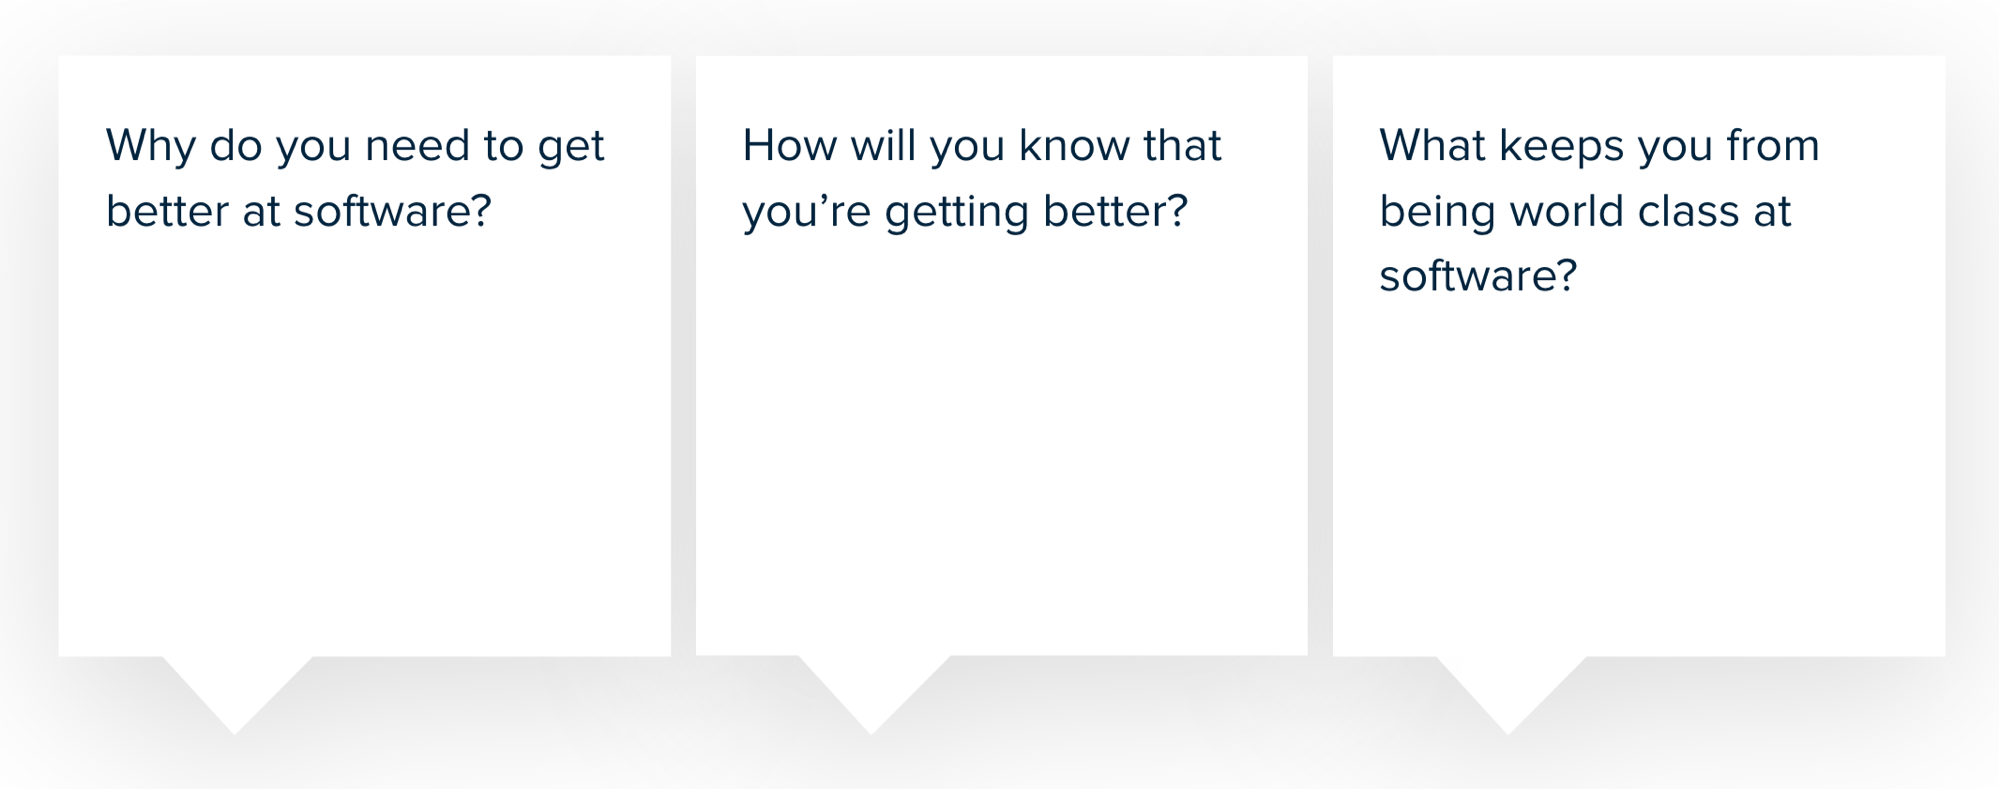 Why do you need to get
better at software?
How will you know that
you’re getting better?
What keeps you from
being world class at
software?